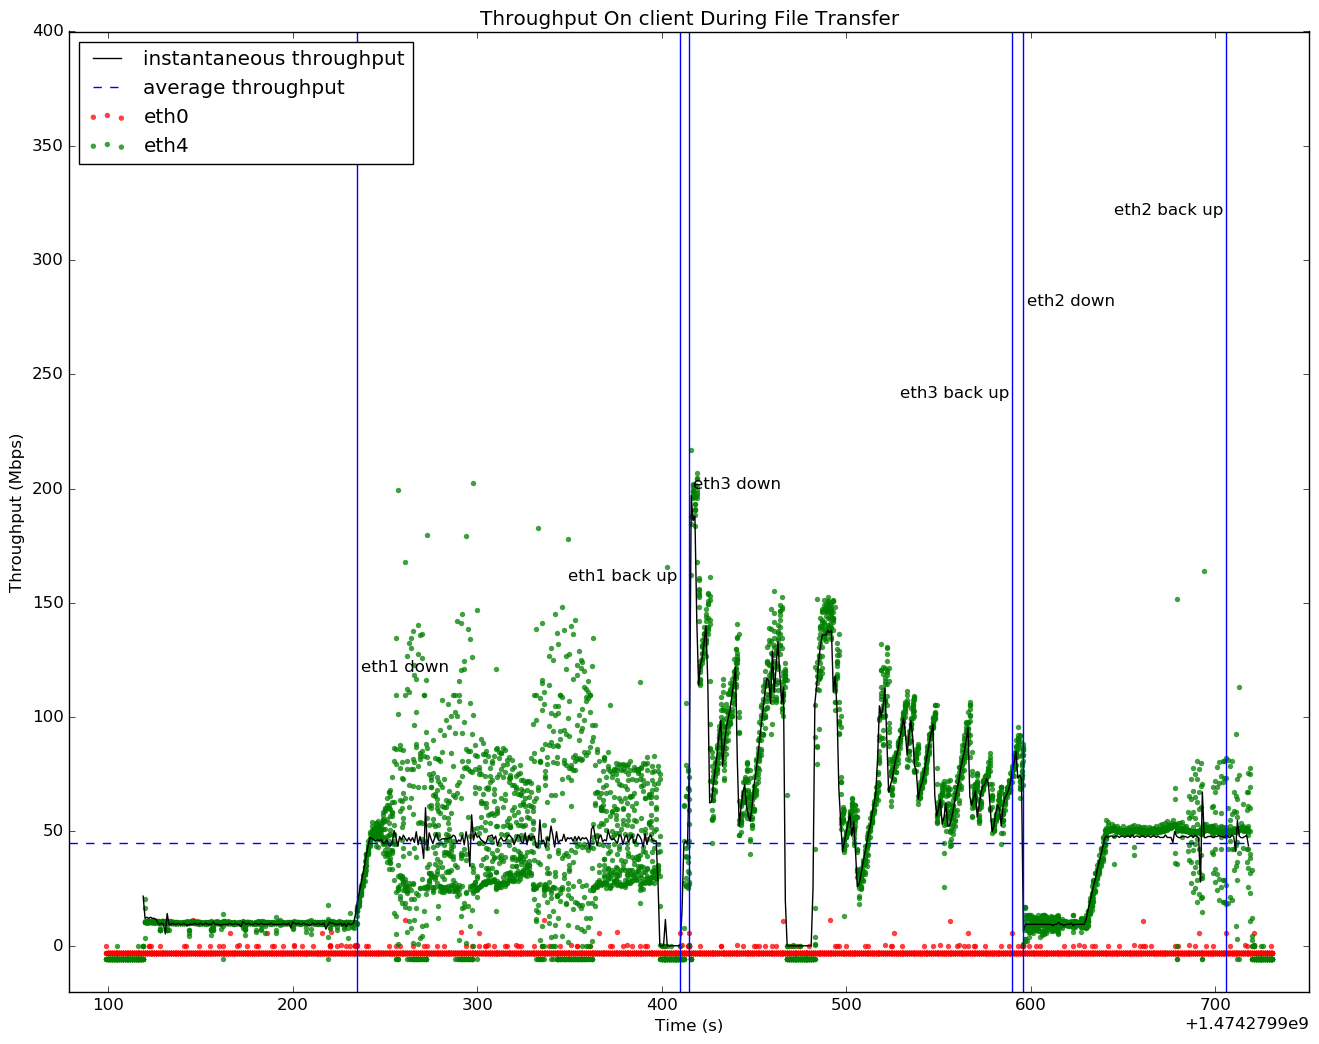 Throughput On client During File Transfer
400
350
300
250
200
150
100
50
0
Throughput (Mbps)
instantaneous throughput
average throughput
eth0
eth4
eth2 back up
eth2 down
eth3 back up
eth3 down
eth1 back up
eth1 down
100
200
300
400
500
600
700
Time (s)
+1.4742799e9